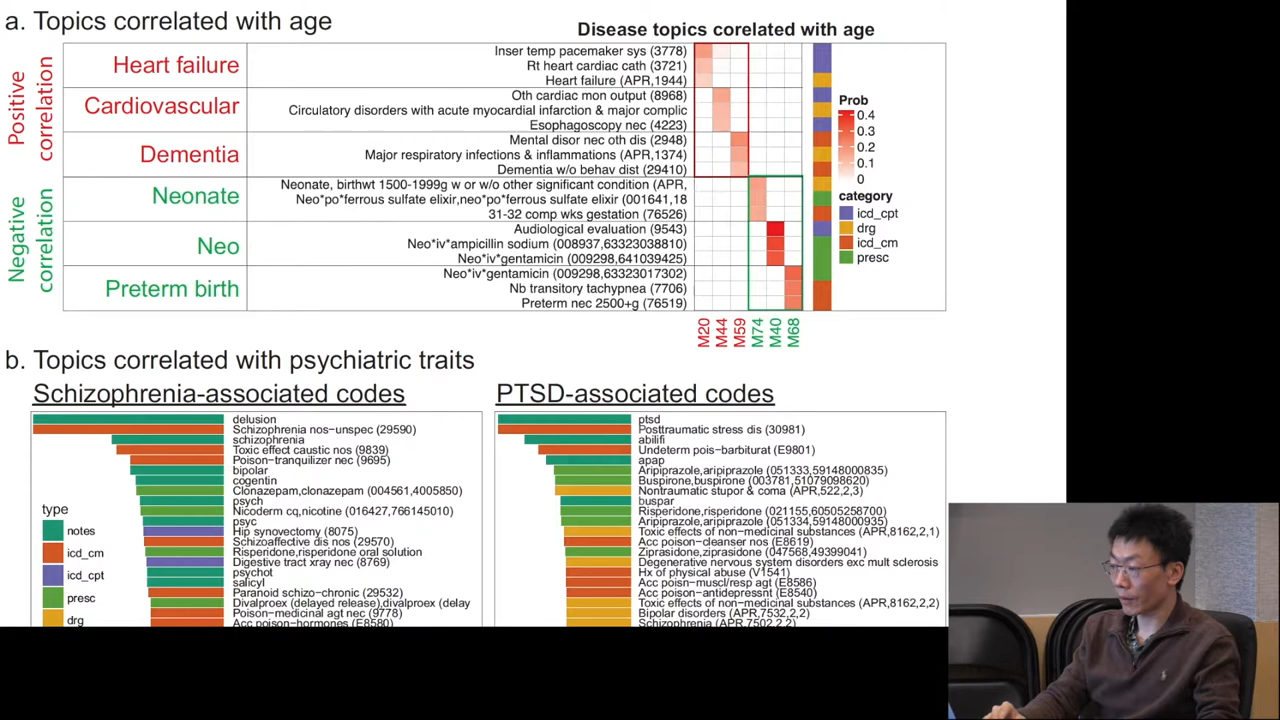 a. Topics correlated with age
Disease topics corelated with age
Positive correlation
Heart failure
Inser temp pacemaker sys (3778)
Rt heart cardiac cath (3721)
Heart failure (APR,1944)
Cardiovascular
Oth cardiac mon output (8968)
Circulatory disorders with acute myocardial infarction & major complic
Esophagoscopy nec (4223)
Dementia
Mental disor nec oth dis (2948)
Major respiratory infections & inflammations (APR,1374)
Dementia w/o behav dist (29410)
Negative correlation
Neonate
Neonate, birthwt 1500-1999g w or w/o other significant condition (APR,
Neo*po*ferrous sulfate elixir,neo*po*ferrous sulfate elixir (001641,18
31-32 comp wks gestation (76526)
Neo
Audiological evaluation (9543)
Neo*iv*ampicillin sodium (008937,63323038810)
Neo*iv*gentamicin (009298,641039425)
Preterm birth
Neo*iv*gentamicin (009298,63323017302)
Nb transitory tachypnea (7706)
Preterm nec 2500+g (76519)
M20
M44
M59
M74
M40
M68
Prob
0.4
0.3
0.2
0.1
0
category
icd_cpt
drg
icd_cm
presc
b. Topics correlated with psychiatric traits
Schizophrenia-associated codes
delusion
Schizophrenia nos-unspec (29590)
schizophrenia
Toxic effect caustic nos (9839)
Poison-tranquilizer nec (9695)
bipolar
cogentin
Clonazepam,clonazepam (004561,4005850)
psych
Nicoderm cq,nicotine (016427,766145010)
psyc
Hip synovectomy (8075)
Schizoaffective dis nos (29570)
Risperidone,risperidone oral solution
Digestive tract xray nec (8769)
psychot
salicyl
Paranoid schizo-chronic (29532)
Divalproex (delayed release),divalproex (delay
Poison-medicinal agt nec (9778)
Acc poison-hormones (E8580)
type
notes
icd_cm
icd_cpt
presc
drg
PTSD-associated codes
ptsd
Posttraumatic stress dis (30981)
abilifi
Undeterm pois-barbiturat (E9801)
apap
Aripiprazole,aripiprazole (051333,59148000835)
Buspirone,buspirone (003781,51079098620)
Nontraumatic stupor & coma (APR,522,2,3)
buspar
Risperidone,risperidone (021155,60505258700)
Aripiprazole,aripiprazole (051334,59148000935)
Toxic effects of non-medicinal substances (APR,8162,2,1)
Acc poison-cleanser nos (E8619)
Ziprasidone,ziprasidone (047568,49399041)
Degenerative nervous system disorders exc mult sclerosis
Hx of physical abuse (V1541)
Acc poisn-muscl/resp agt (E8586)
Acc poison-antidepressnt (E8540)
Toxic effects of non-medicinal substances (APR,8162,2,2)
Bipolar disorders (APR,7532,2,2)
Schizophrenia (APR,7502,2,2)